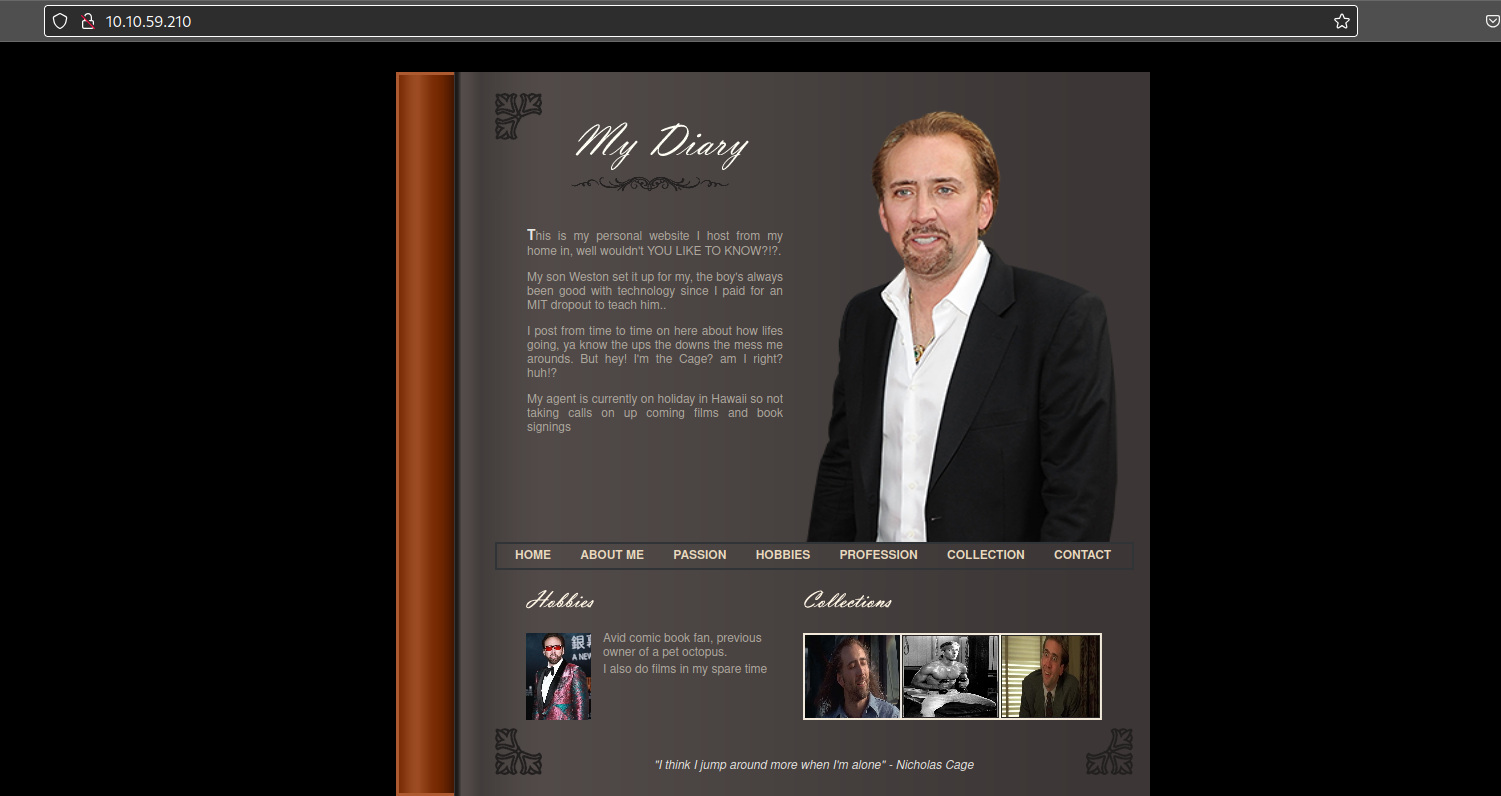 10.10.59.210
My Diary
This is my personal website I host from my
home in, well wouldn't YOU LIKE TO KNOW?!?.
My son Weston set it up for my, the boy's always
been good with technology since I paid for an
MIT dropout to teach him..
I post from time to time on here about how lifes
going, ya know the ups the downs the mess me
arounds. But hey! I'm the Cage? am I right?
huh!?
My agent is currently on holiday in Hawaii so not
taking calls on up coming films and book
signings
HOME ABOUT ME PASSION HOBBIES PROFESSION COLLECTION CONTACT
Hobbies
Avid comic book fan, previous
owner of a pet octopus.
I also do films in my spare time
Collections
"I think I jump around more when I'm alone" - Nicholas Cage